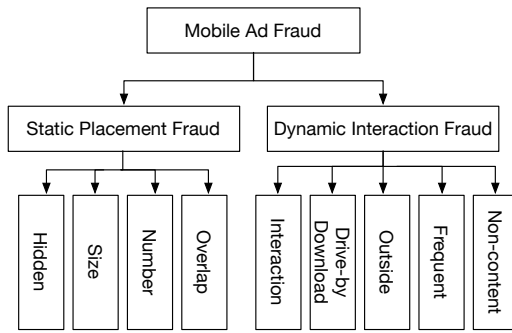 Mobile Ad Fraud
Static Placement Fraud
Dynamic Interaction Fraud
Hidden
Size
Number
Overlap
Interaction
Drive-by
Download
Outside
Frequent
Non-content